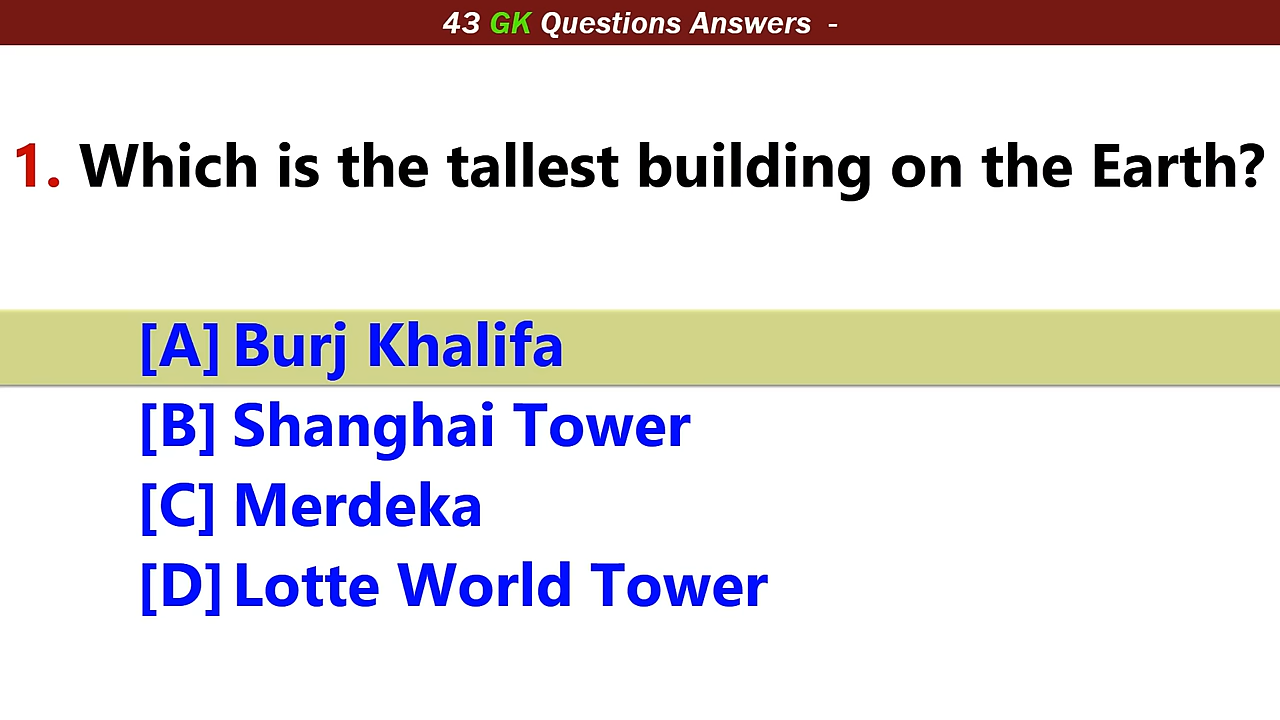 43 GK Questions Answers -
1. Which is the tallest building on the Earth?
[A] Burj Khalifa
[B] Shanghai Tower
[C] Merdeka
[D] Lotte World Tower